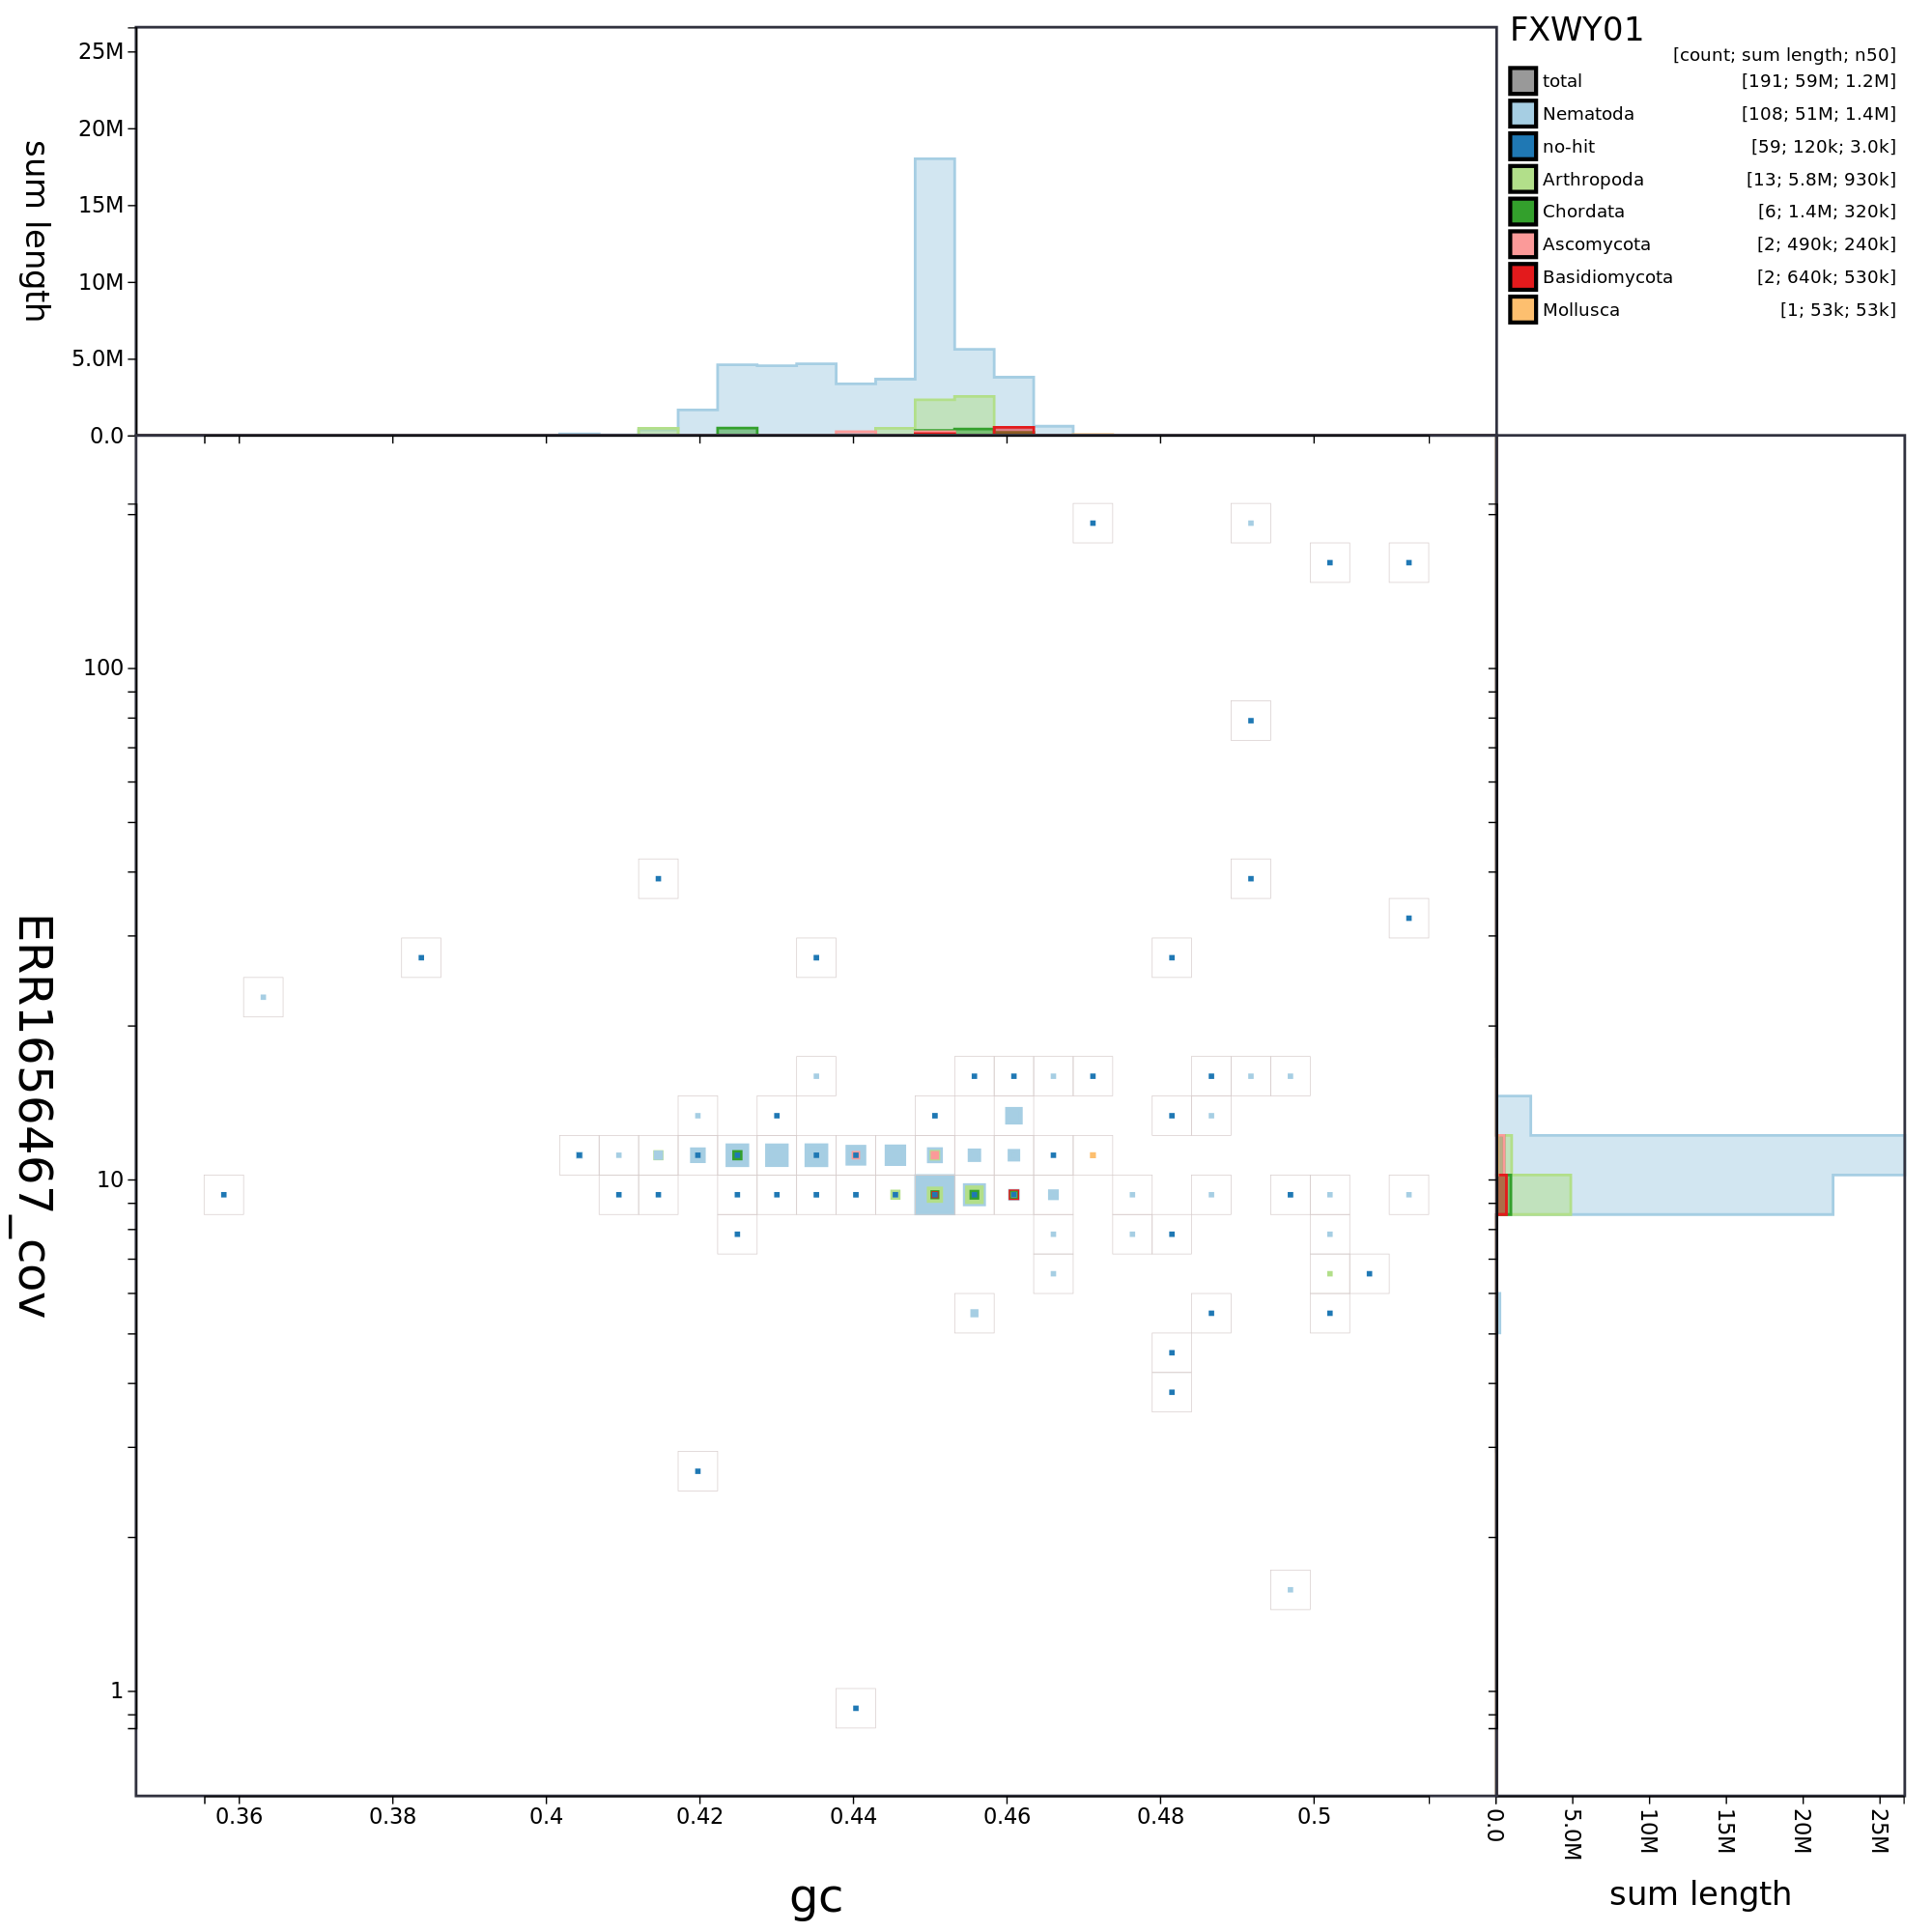 FXWY01
[count; sum length; n50]
total [191; 59M; 1.2M]
Nematoda [108; 51M; 1.4M]
no-hit [59; 120k; 3.0k]
Arthropoda [13; 5.8M; 930k]
Chordata [6; 1.4M; 320k]
Ascomycota [2; 490k; 240k]
Basidiomycota [2; 640k; 530k]
Mollusca [1; 53k; 53k]
sum length
25M
20M
15M
10M
5.0M
0.0
ERR1656467_cov
100
10
1
0.36 0.38 0.4 0.42 0.44 0.46 0.48 0.5
gc
0.0 5.0M 10M 15M 20M 25M
sum length